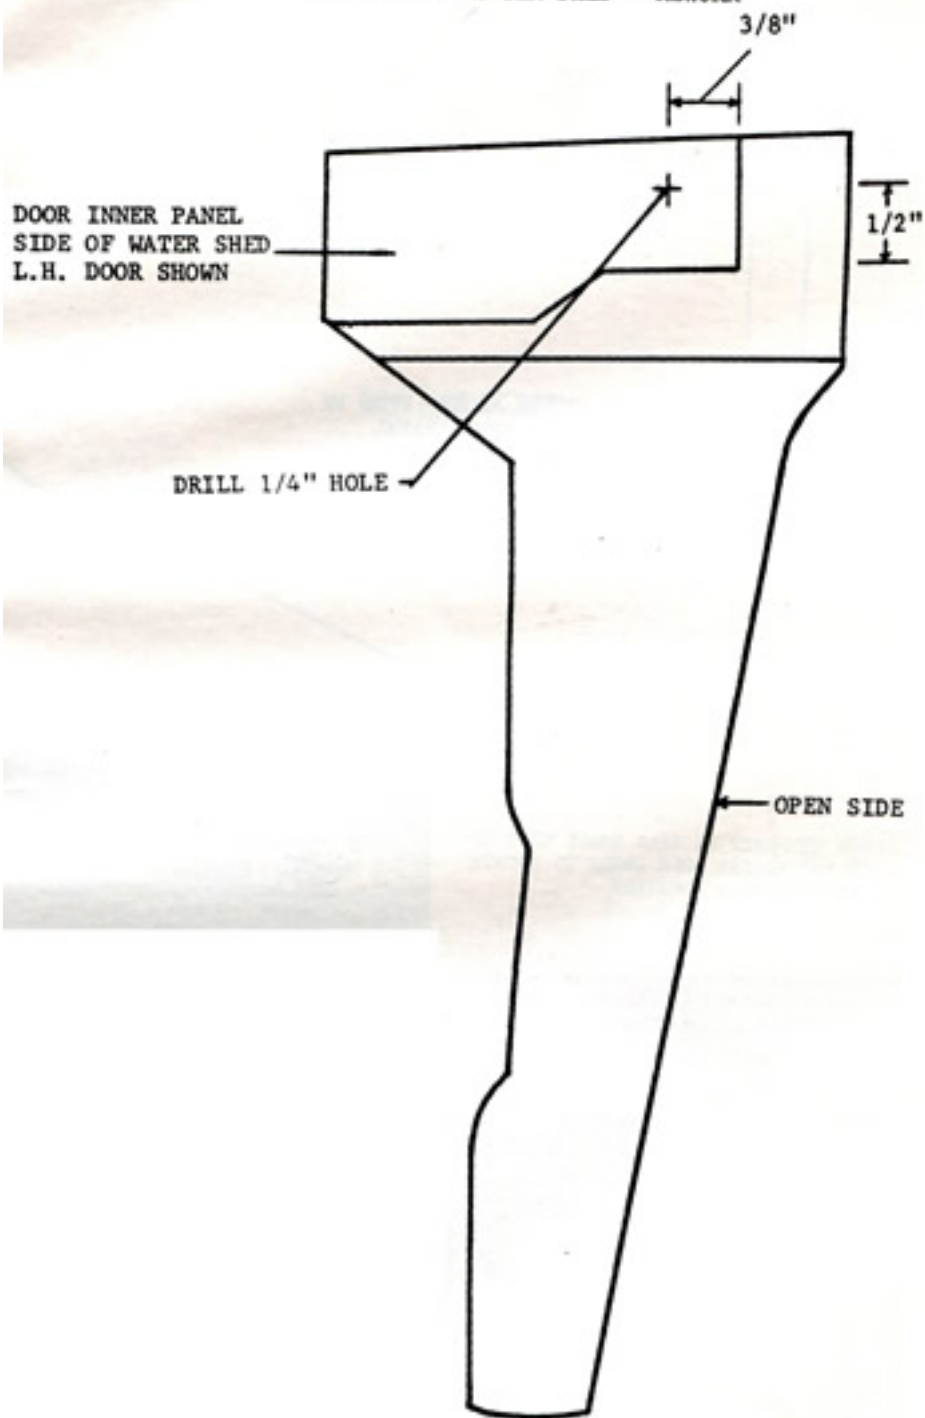 3/8"
DOOR INNER PANEL
SIDE OF WATER SHED
L.H. DOOR SHOWN
1/2"
DRILL 1/4" HOLE
OPEN SIDE